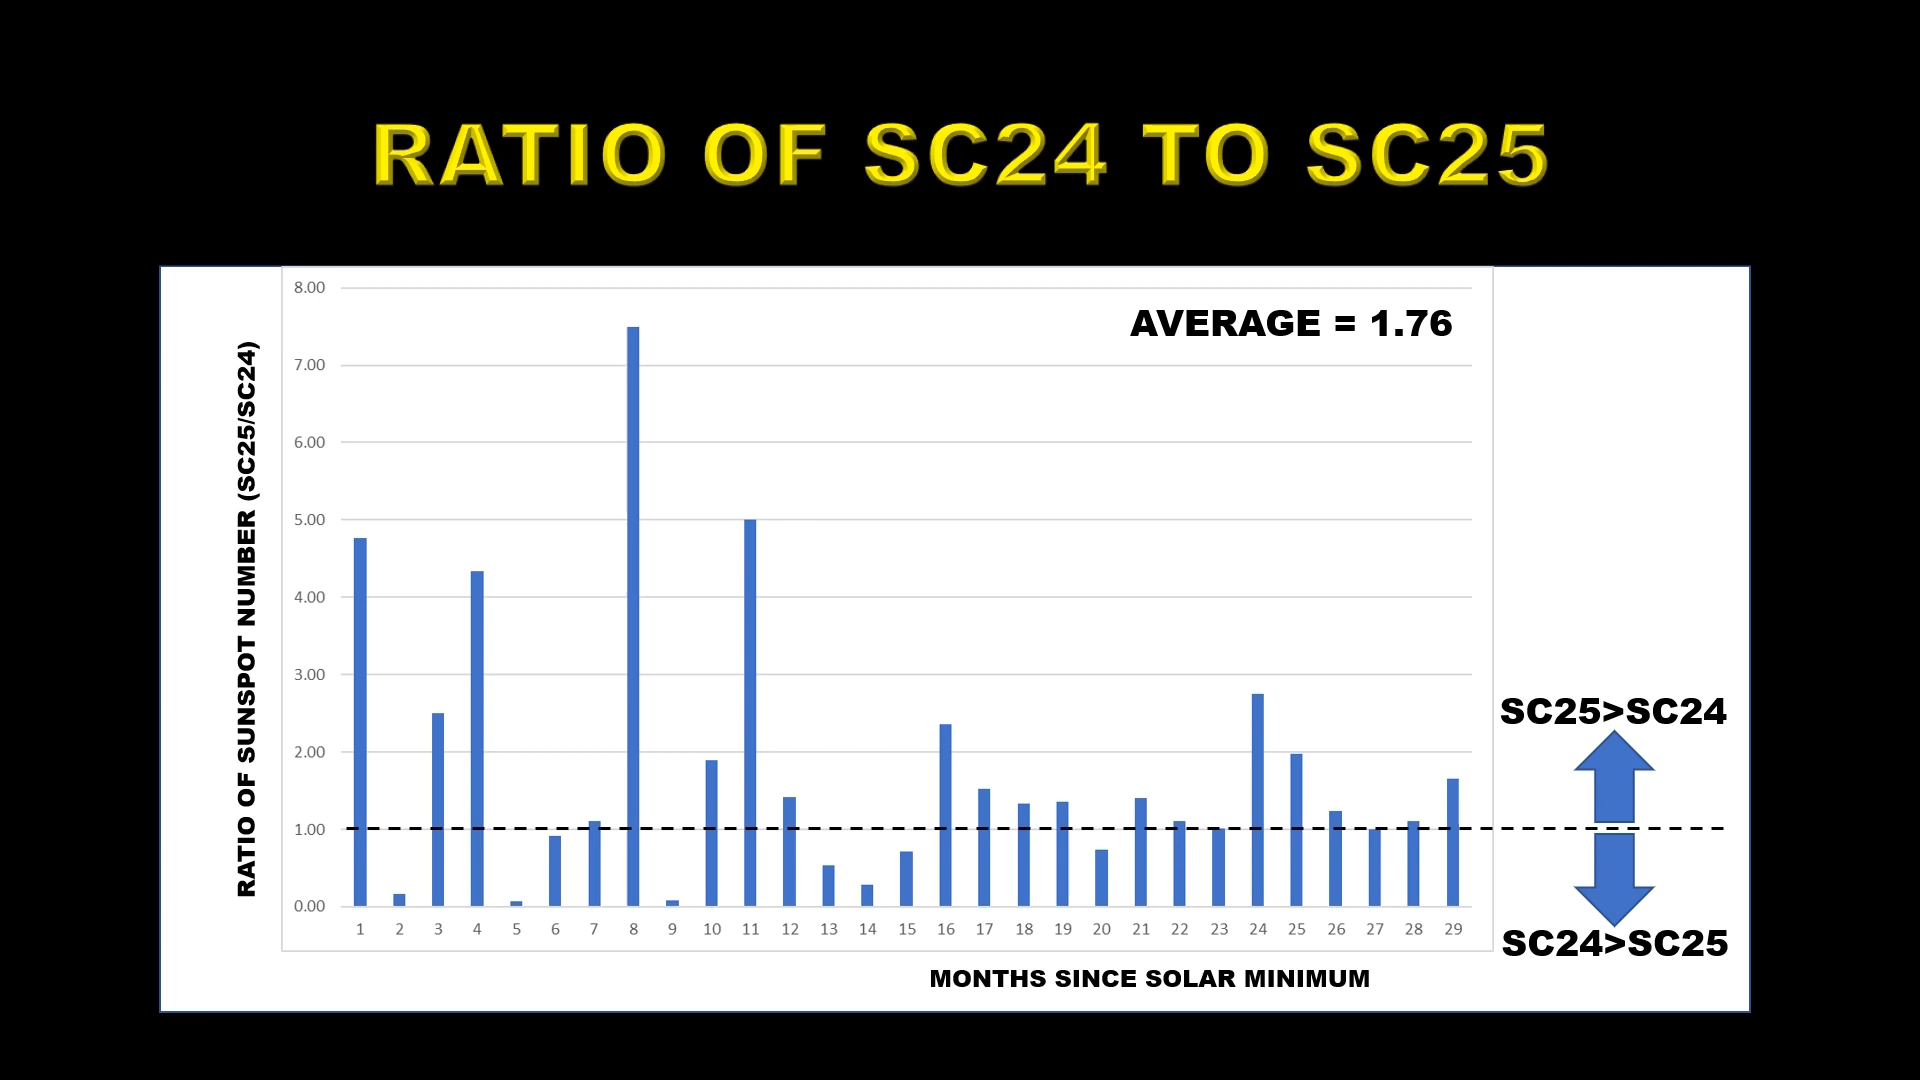 RATIO OF SC24 TO SC25
RATIO OF SUNSPOT NUMBER (SC25/SC24)
8.00
7.00
6.00
5.00
4.00
3.00
2.00
1.00
0.00
AVERAGE = 1.76
1 2 3 4 5 6 7 8 9 10 11 12 13 14 15 16 17 18 19 20 21 22 23 24 25 26 27 28 29
MONTHS SINCE SOLAR MINIMUM
SC25>SC24
SC24>SC25